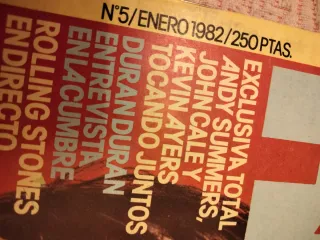 N°5/ENERO 1982/250 PTAS.
EXCLUSIVA TOTAL
ANDY SUMMERS,
JOHN CALE Y
KEVIN AYERS
TOCANDO JUNTOS
DURAN DURAN
ENTREVISTA
EN LA CUMBRE
ROLLING STONES
EN DIRECTO